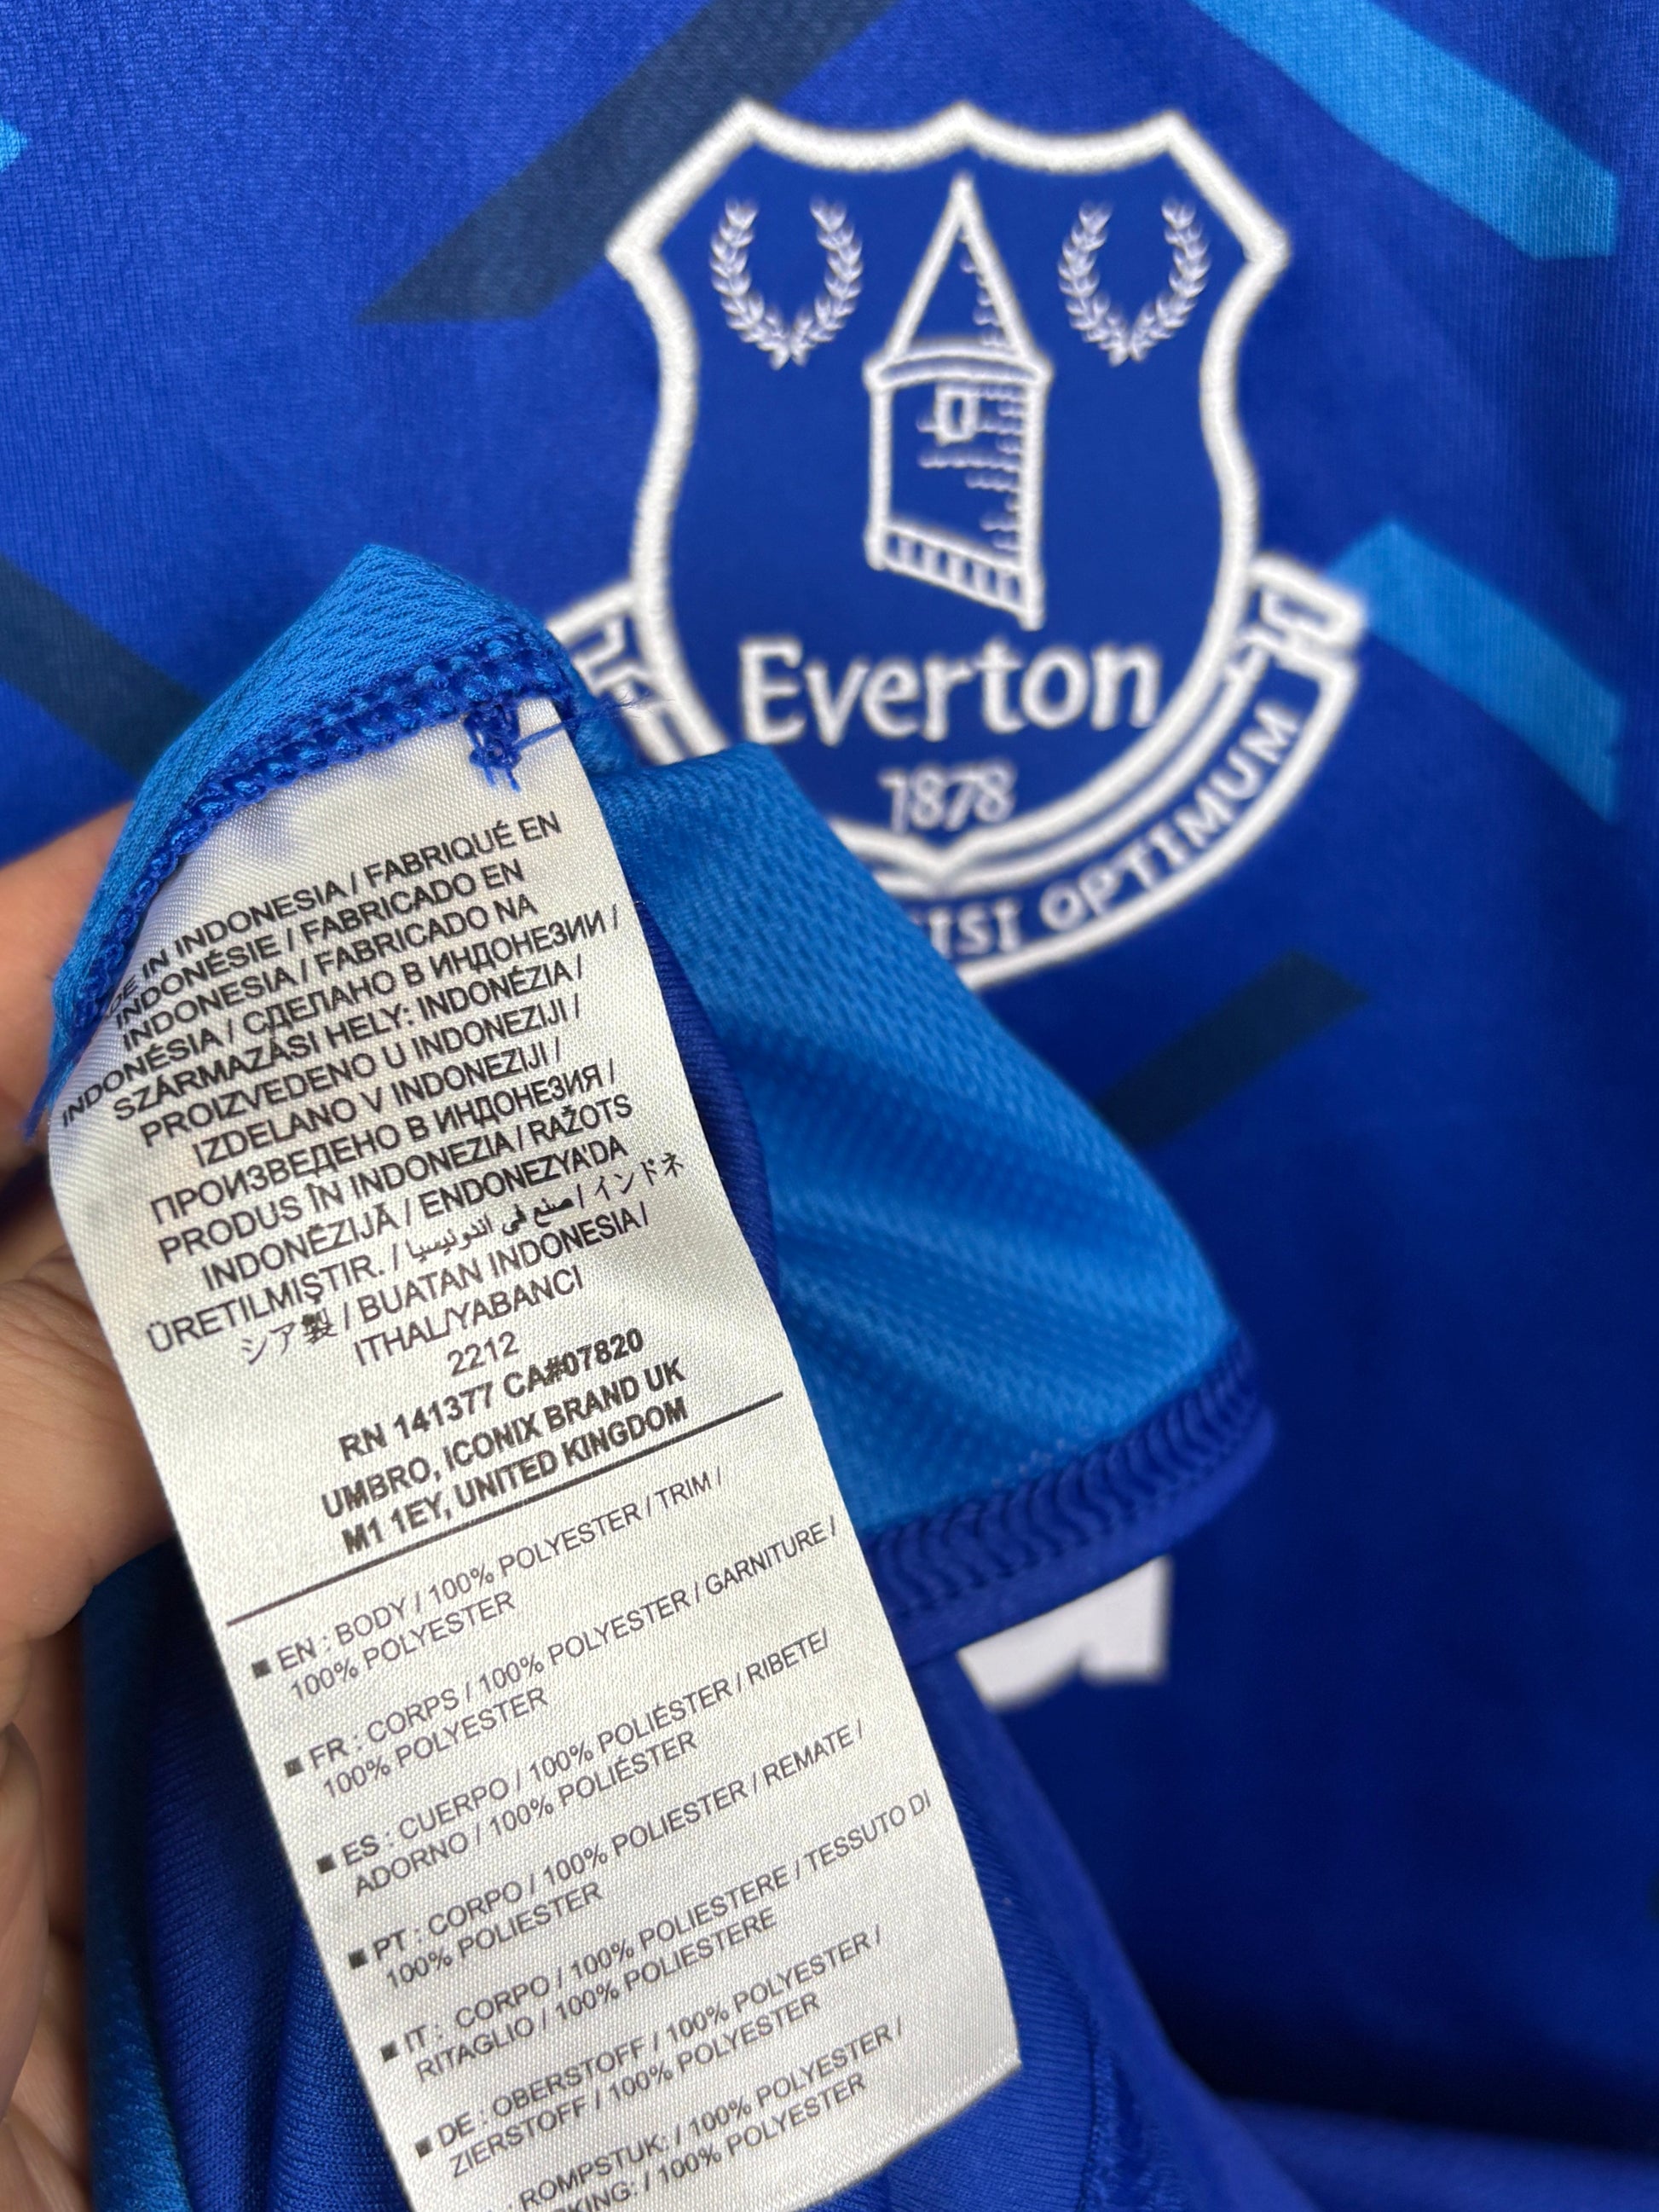 Everton
1878
OPTIMUM
IN INDONESIA / FABRIQUÉ EN
INDONÉSIE / FABRICADO EN
INDONESIA / FABRICADO NA
INDONÉSIA / СДЕЛАНО В ИНДОНЕЗИИ /
SZÁRMAZÁSI HELY: INDONÉZIA /
PROIZVEDENO U INDONEZIJI /
IZDELANO V INDONEZIJI /
ПРОИЗВЕДЕНО В ИНДОНЕЗИЯ /
PRODUS ÎN INDONEZIA / RAŽOTS
INDONĒZIJĀ / ENDONEZYA'DA
ÜRETILMIŞTIR. / صنع في اندونيسيا / インドネ
シア製 / BUATAN INDONESIA /
ITHAL/YABANCI
2212
RN 141377 CA#07820
UMBRO, ICONIX BRAND UK
M1 1EY, UNITED KINGDOM
■ EN : BODY / 100% POLYESTER / TRIM /
100% POLYESTER
■ FR : CORPS / 100% POLYESTER / GARNITURE /
100% POLYESTER
■ ES : CUERPO / 100% POLIÉSTER / RIBETE/
ADORNO / 100% POLIÉSTER
■ PT : CORPO / 100% POLIESTER / REMATE /
100% POLIESTER
■ IT : CORPO / 100% POLIESTERE / TESSUTO DI
RITAGLIO / 100% POLIESTERE
■ DE : OBERSTOFF / 100% POLYESTER /
ZIERSTOFF / 100% POLYESTER
: ROMPSTUK: / 100% POLYESTER /
/ 100% POLYESTER